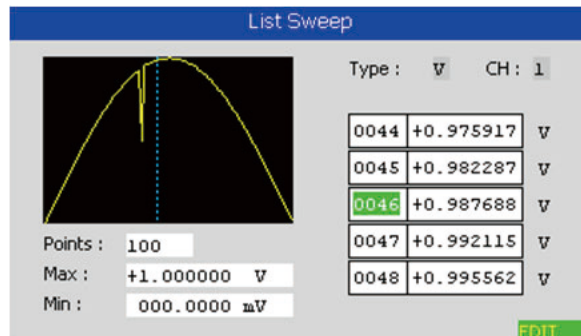 List Sweep
Type : V CH : 1
0044 +0.975917 V
0045 +0.982287 V
0046 +0.987688 V
0047 +0.992115 V
0048 +0.995562 V
Points : 100
Max : +1.000000 V
Min : 000.0000 mV
EDIT